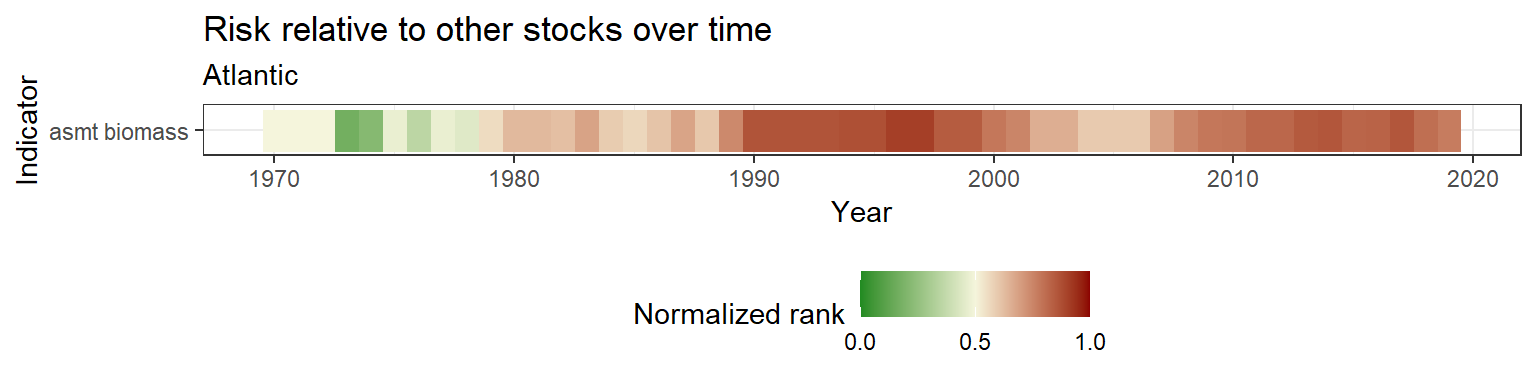 Risk relative to other stocks over time
Atlantic
Indicator
asmt biomass
1970 1980 1990 2000 2010 2020
Year
Normalized rank
0.0 0.5 1.0